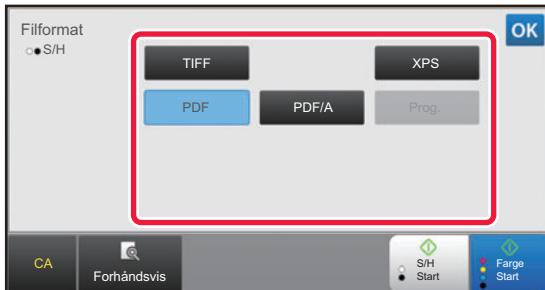 Filformat
OK
S/H
TIFF
XPS
PDF
PDF/A
Prog.
CA
Forhåndsvis
S/H
Start
Farge
Start